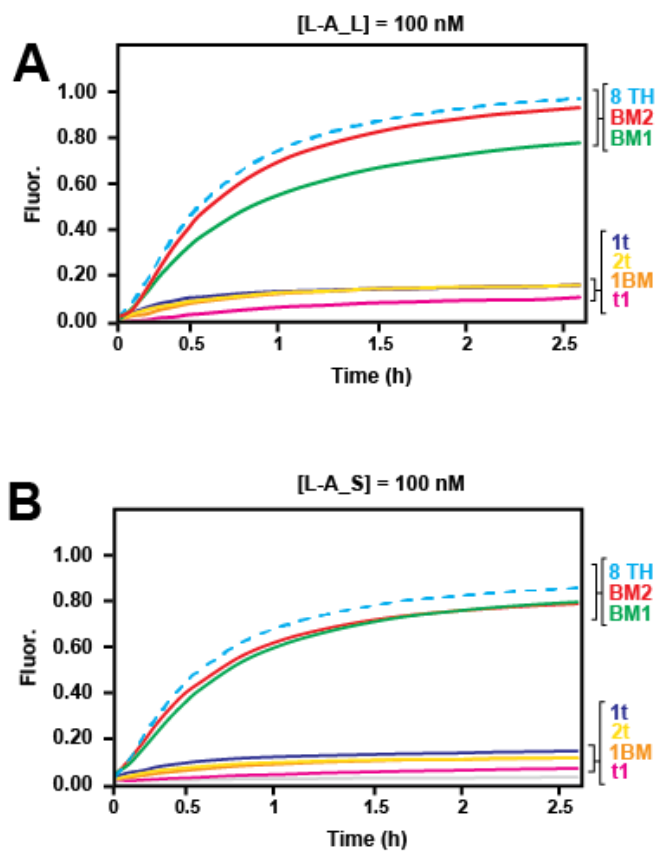 [L-A_L] = 100 nM
A
1.00
0.80
0.60
0.40
0.20
0.00
Fluor.
0 0.5 1 1.5 2 2.5
Time (h)
8 TH
BM2
BM1
1t
2t
1BM
t1
[L-A_S] = 100 nM
B
1.00
0.80
0.60
0.40
0.20
0.00
Fluor.
0 0.5 1 1.5 2 2.5
Time (h)
8 TH
BM2
BM1
1t
2t
1BM
t1